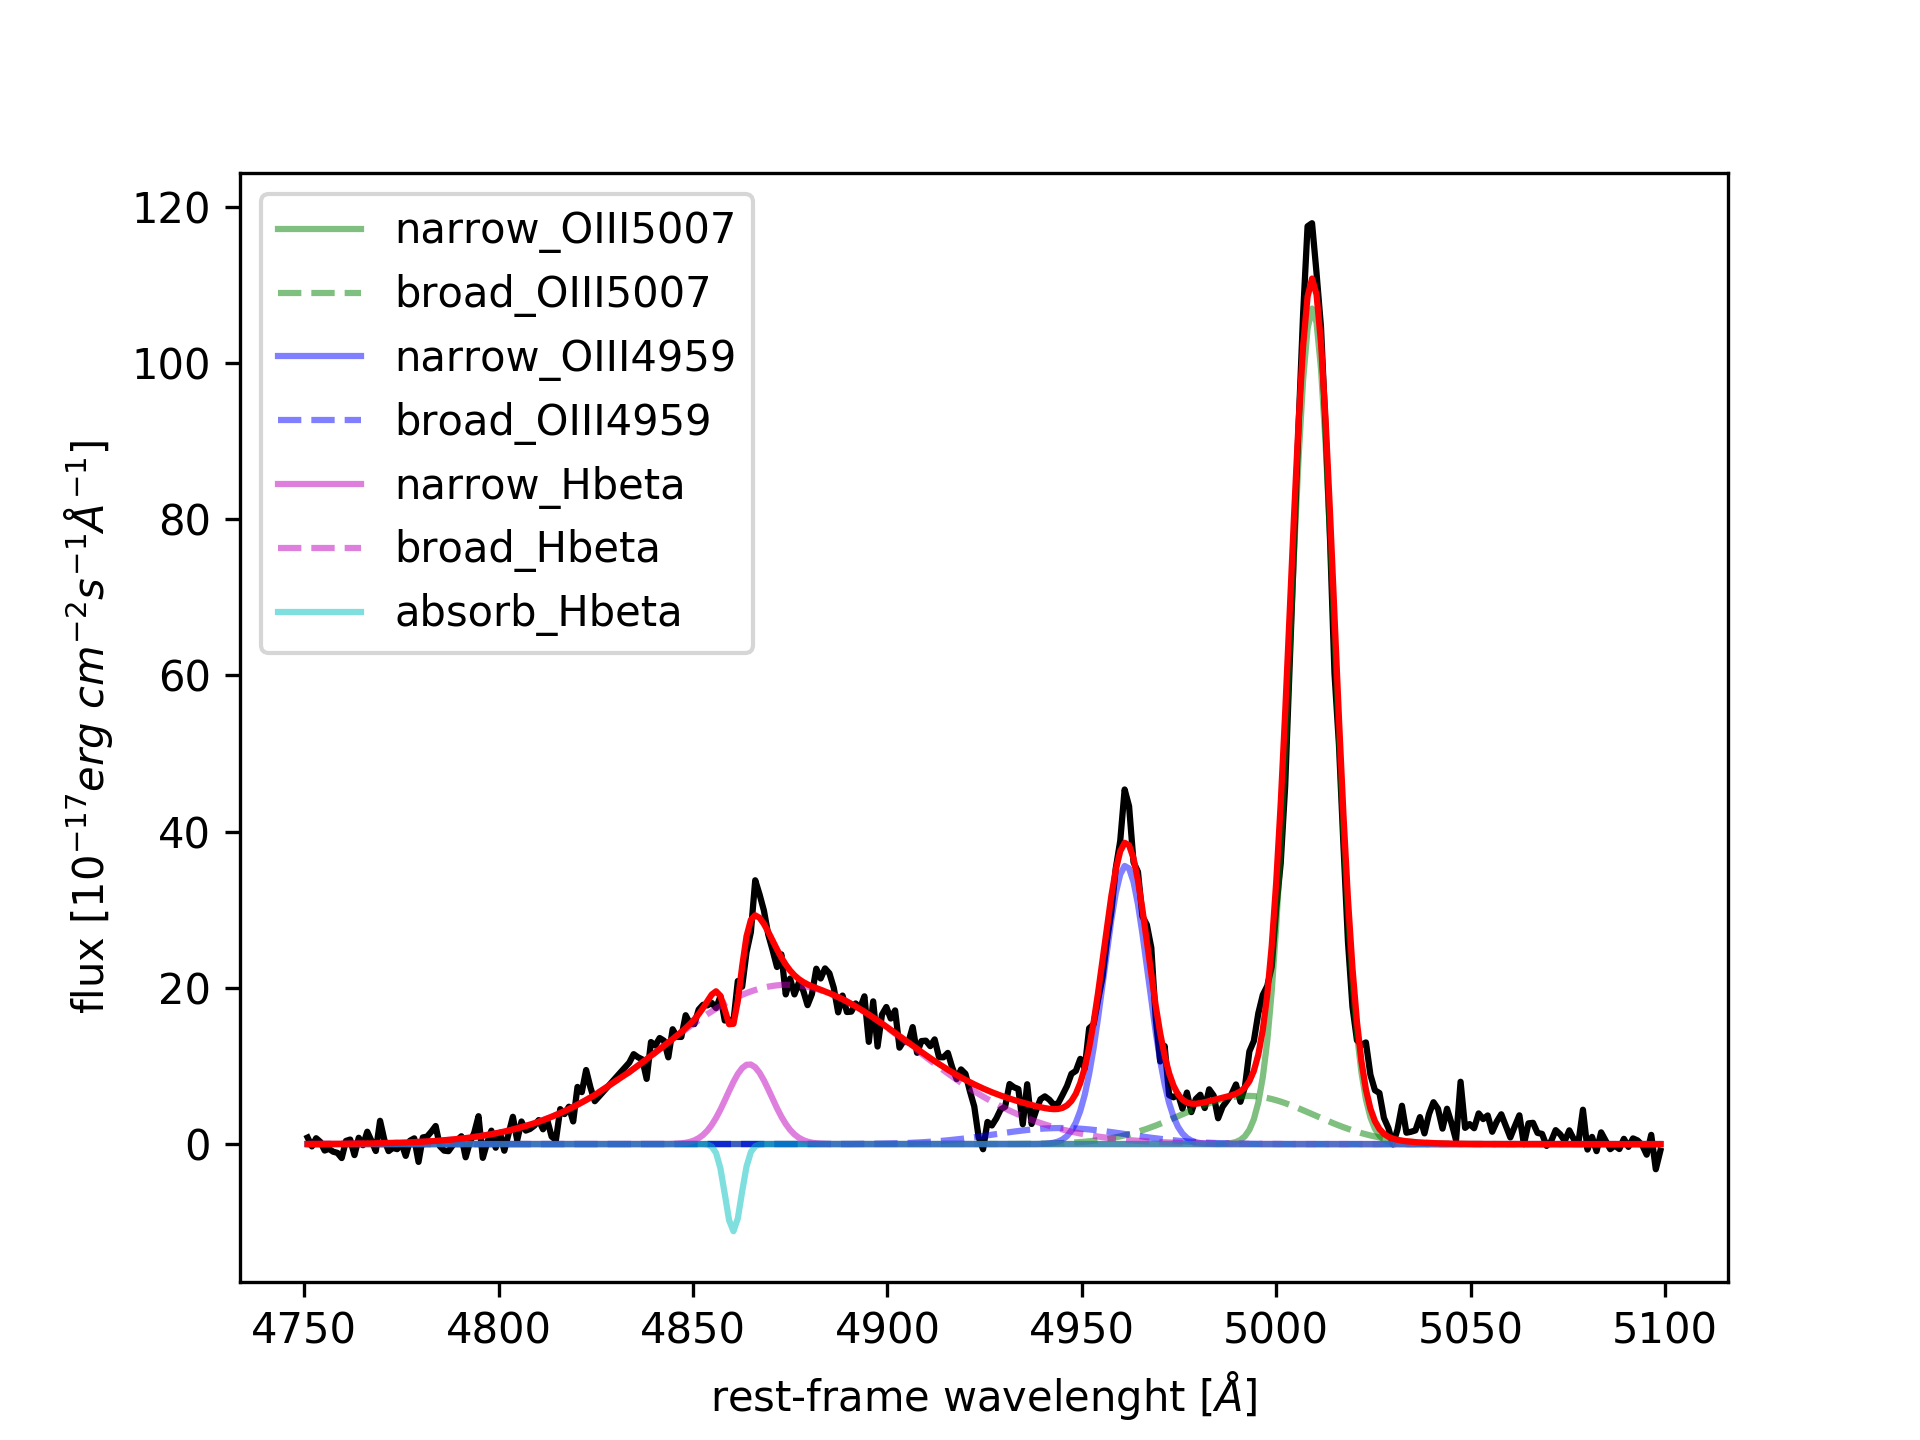 narrow_OIII5007
broad_OIII5007
narrow_OIII4959
broad_OIII4959
narrow_Hbeta
broad_Hbeta
absorb_Hbeta
120
100
80
60
40
20
0
flux [10⁻¹⁷erg cm⁻²s⁻¹Å⁻¹]
4750 4800 4850 4900 4950 5000 5050 5100
rest-frame wavelenght [Å]